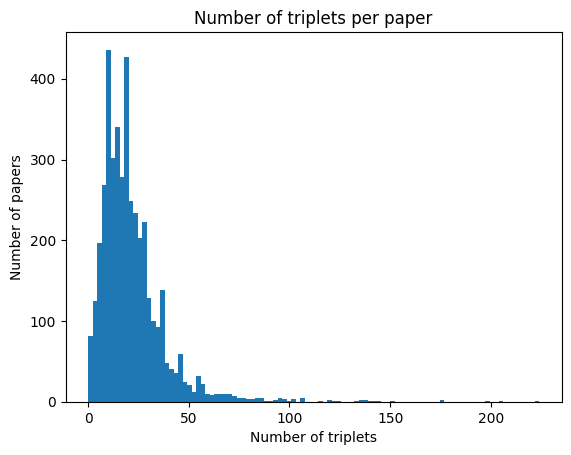 Number of triplets per paper
Number of papers
400
300
200
100
0
0 50 100 150 200
Number of triplets